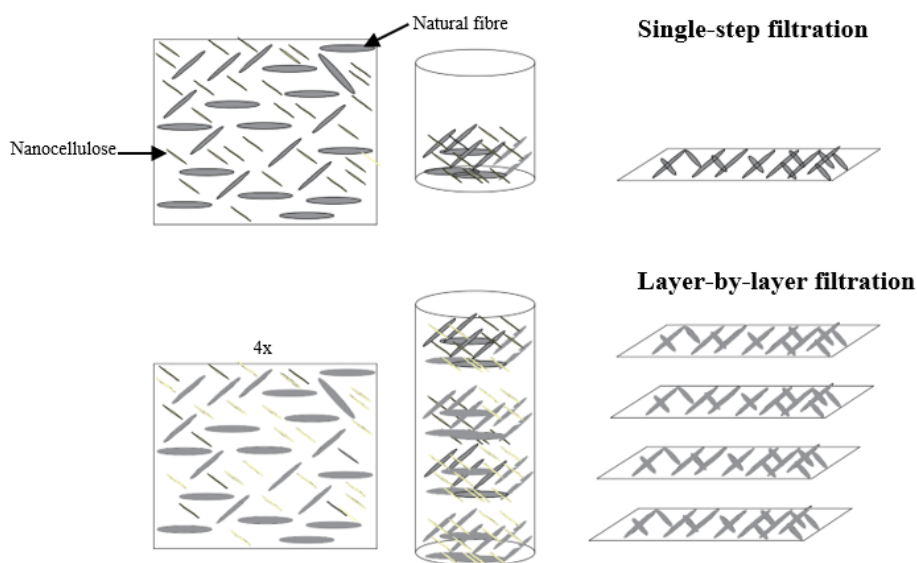 Natural fibre
Single-step filtration
Nanocellulose
Layer-by-layer filtration
4x